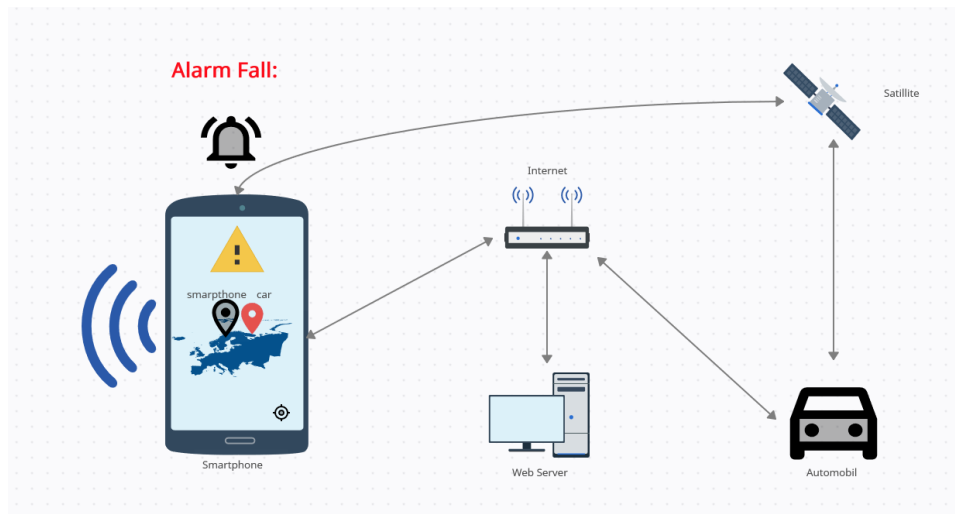 Alarm Fall:
Satillite
Internet
smarpthone car
Smartphone
Web Server
Automobil